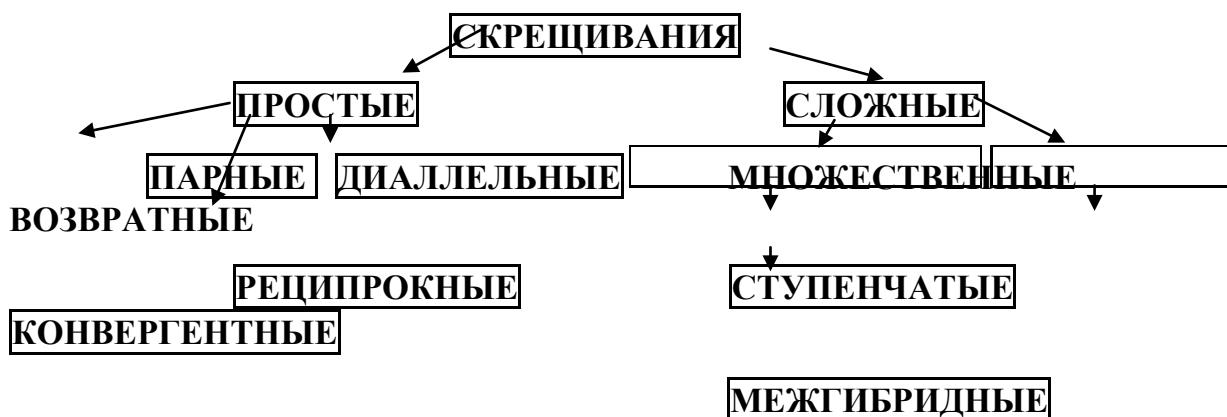 СКРЕЩИВАНИЯ
ПРОСТЫЕ СЛОЖНЫЕ
ПАРНЫЕ ДИАЛЛЕЛЬНЫЕ МНОЖЕСТВЕННЫЕ
ВОЗВРАТНЫЕ
РЕЦИПРОКНЫЕ СТУПЕНЧАТЫЕ
КОНВЕРГЕНТНЫЕ
МЕЖГИБРИДНЫЕ